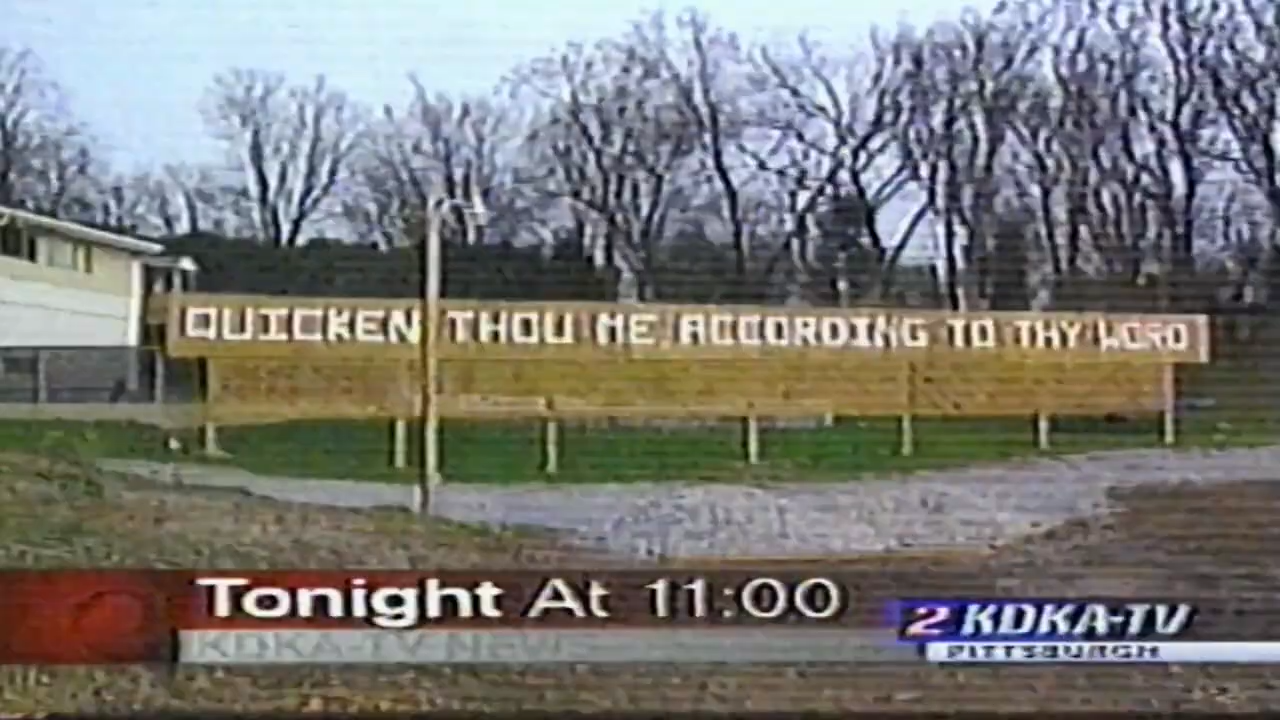 QUICKEN THOU ME ACCORDING TO THY WORD
Tonight At 11:00
KDKA-TV NEWS
2 KDKA-TV
PITTSBURGH